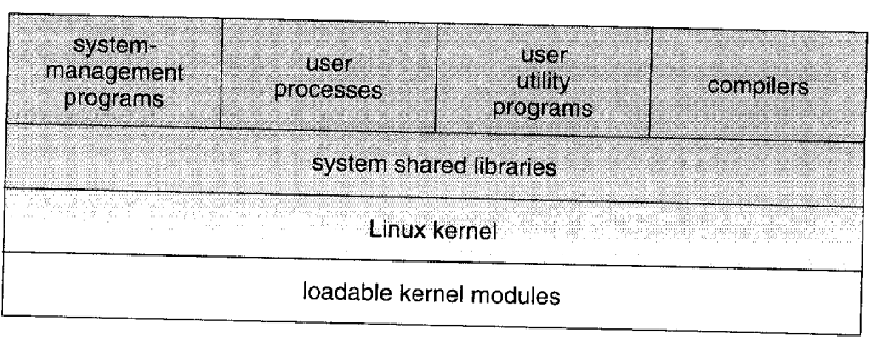 system-
management
programs
user
processes
user
utility
programs
compilers
system shared libraries
Linux kernel
loadable kernel modules